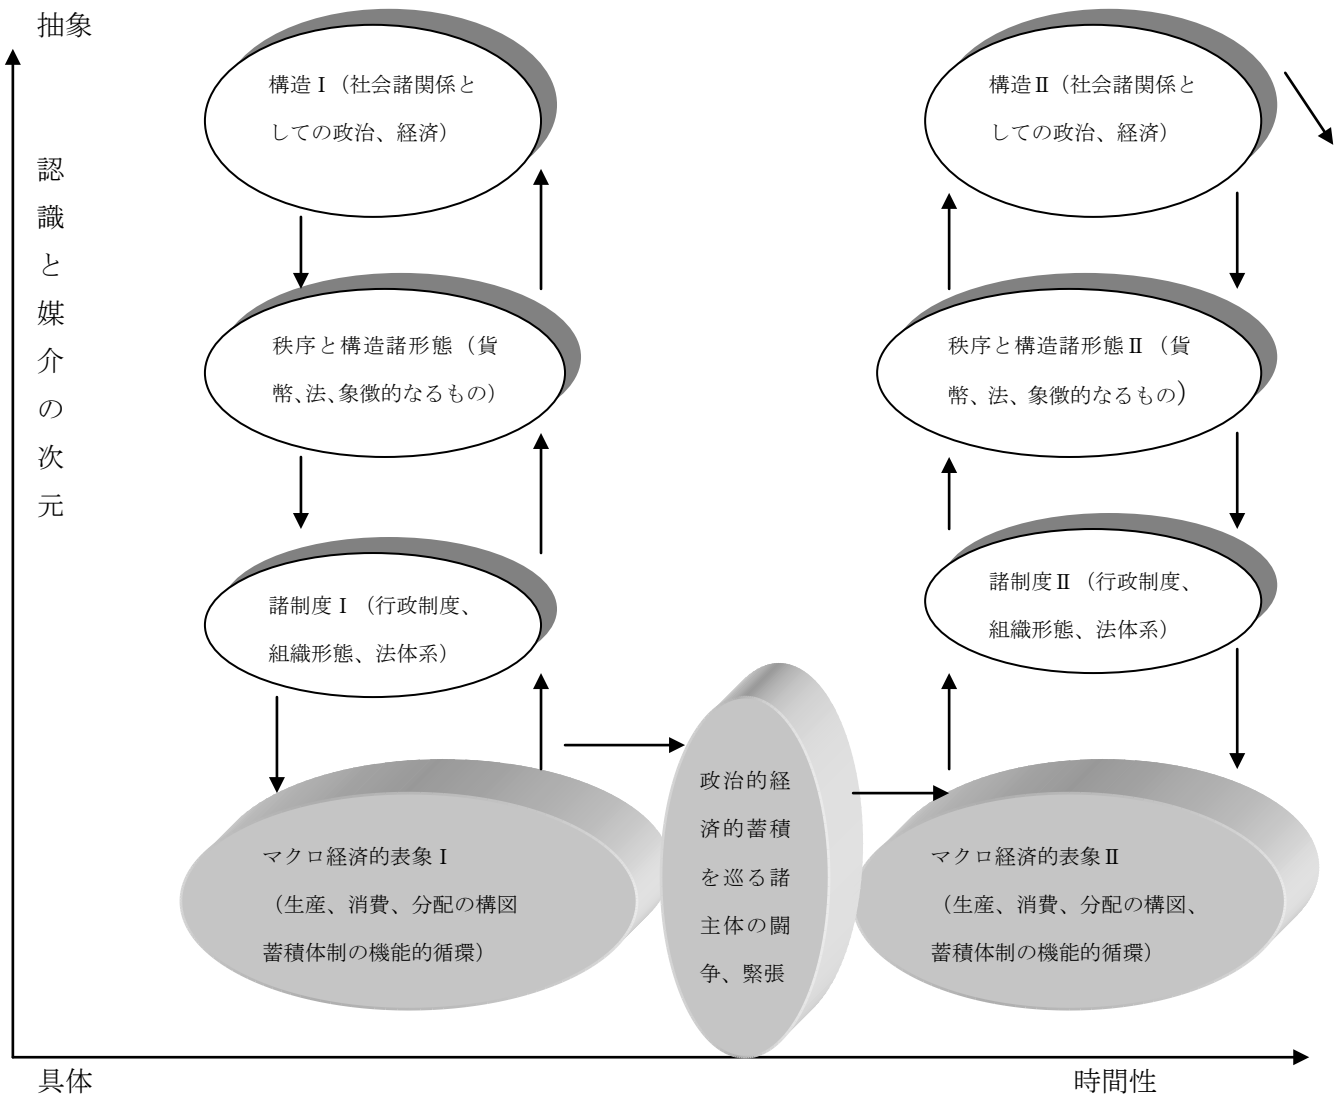 抽象
認識と媒介の次元
構造Ⅰ（社会諸関係と
しての政治、経済）
秩序と構造諸形態（貨
幣、法、象徴的なるもの）
諸制度Ⅰ（行政制度、
組織形態、法体系）
マクロ経済的表象Ⅰ
（生産、消費、分配の構図
蓄積体制の機能的循環）
政治的経
済的蓄積
を巡る諸
主体の闘
争、緊張
構造Ⅱ（社会諸関係と
しての政治、経済）
秩序と構造諸形態Ⅱ（貨
幣、法、象徴的なるもの)
諸制度Ⅱ（行政制度、
組織形態、法体系）
マクロ経済的表象Ⅱ
（生産、消費、分配の構図、
蓄積体制の機能的循環）
具体
時間性